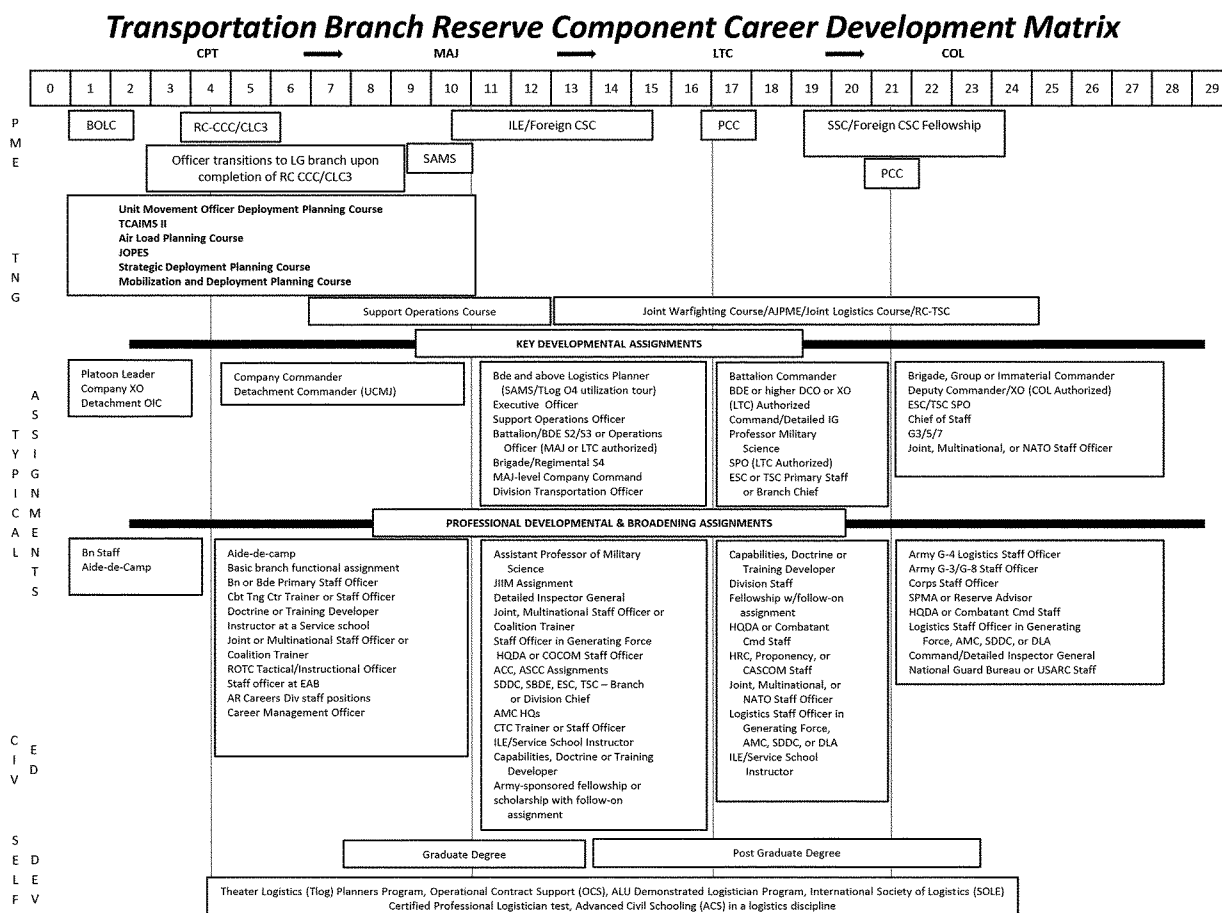 Transportation Branch Reserve Component Career Development Matrix
CPT
MAJ
LTC
COL
0 1 2 3 4 5 6 7 8 9 10 11 12 13 14 15 16 17 18 19 20 21 22 23 24 25 26 27 28 29
PME
BOLC
RC-CCC/CLC3
ILE/Foreign CSC
PCC
SSC/Foreign CSC Fellowship
Officer transitions to LG branch upon
completion of RC CCC/CLC3
SAMS
PCC
TNG
Unit Movement Officer Deployment Planning Course
TCAIMS II
Air Load Planning Course
JOPES
Strategic Deployment Planning Course
Mobilization and Deployment Planning Course
Support Operations Course
Joint Warfighting Course/AJPME/Joint Logistics Course/RC-TSC
KEY DEVELOPMENTAL ASSIGNMENTS
TYPICAL
ASSIGNMENTS
Platoon Leader
Company XO
Detachment OIC
Company Commander
Detachment Commander (UCMJ)
Bde and above Logistics Planner
(SAMS/TLog O4 utilization tour)
Executive Officer
Support Operations Officer
Battalion/BDE S2/S3 or Operations
Officer (MAJ or LTC authorized)
Brigade/Regimental S4
MAJ-level Company Command
Division Transportation Officer
Battalion Commander
BDE or higher DCO or XO
(LTC) Authorized
Command/Detailed IG
Professor Military
Science
SPO (LTC Authorized)
ESC or TSC Primary Staff
or Branch Chief
Brigade, Group or Immaterial Commander
Deputy Commander/XO (COL Authorized)
ESC/TSC SPO
Chief of Staff
G3/5/7
Joint, Multinational, or NATO Staff Officer
PROFESSIONAL DEVELOPMENTAL & BROADENING ASSIGNMENTS
Bn Staff
Aide-de-Camp
Aide-de-camp
Basic branch functional assignment
Bn or Bde Primary Staff Officer
Cbt Tng Ctr Trainer or Staff Officer
Doctrine or Training Developer
Instructor at a Service school
Joint or Multinational Staff Officer or
Coalition Trainer
ROTC Tactical/Instructional Officer
Staff officer at EAB
AR Careers Div staff positions
Career Management Officer
Assistant Professor of Military
Science
JIIM Assignment
Detailed Inspector General
Joint, Multinational Staff Officer or
Coalition Trainer
Staff Officer in Generating Force
HQDA or COCOM Staff Officer
ACC, ASCC Assignments
SDDC, SBDE, ESC, TSC – Branch
or Division Chief
AMC HQs
CTC Trainer or Staff Officer
ILE/Service School Instructor
Capabilities, Doctrine or Training
Developer
Army-sponsored fellowship or
scholarship with follow-on
assignment
Capabilities, Doctrine or
Training Developer
Division Staff
Fellowship w/follow-on
assignment
HQDA or Combatant
Cmd Staff
HRC, Proponency, or
CASCOM Staff
Joint, Multinational, or
NATO Staff Officer
Logistics Staff Officer in
Generating Force,
AMC, SDDC, or DLA
ILE/Service School
Instructor
Army G-4 Logistics Staff Officer
Army G-3/G-8 Staff Officer
Corps Staff Officer
SPMA or Reserve Advisor
HQDA or Combatant Cmd Staff
Logistics Staff Officer in Generating
Force, AMC, SDDC, or DLA
Command/Detailed Inspector General
National Guard Bureau or USARC Staff
CIV
ED
Graduate Degree
Post Graduate Degree
SELF
DEV
Theater Logistics (Tlog) Planners Program, Operational Contract Support (OCS), ALU Demonstrated Logistician Program, International Society of Logistics (SOLE)
Certified Professional Logistician test, Advanced Civil Schooling (ACS) in a logistics discipline